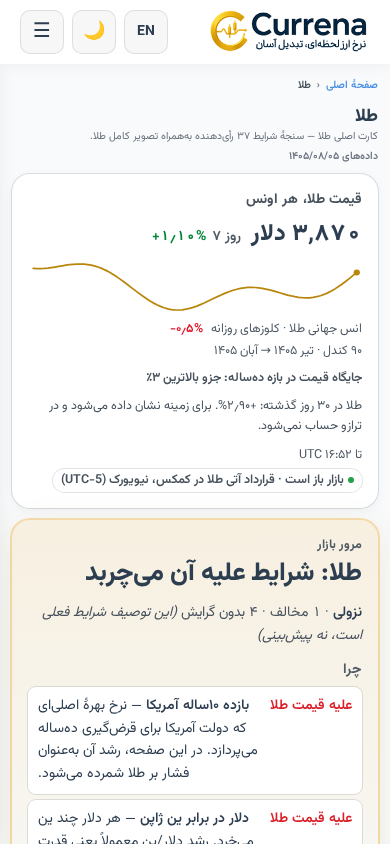 Currena
نرخ ارز لحظه‌ای، تبدیل آسان
EN
صفحهٔ اصلی › طلا
طلا
کارت اصلی طلا — سنجهٔ شرایط ۳۷ رأی‌دهنده به‌همراه تصویر کامل طلا.
داده‌های ۱۴۰۵/۰۸/۰۵
قیمت طلا، هر اونس
۳٬۸۷۰ دلار ۷ روز +۱٫۱۰%
انس جهانی طلا · کلوزهای روزانه -۰٫۵%
۹۰ کندل · تیر ۱۴۰۵ → آبان ۱۴۰۵
جایگاه قیمت در بازه ده‌ساله: جزو بالاترین ۳٪
طلا در ۳۰ روز گذشته: +۲٫۹۰%. برای زمینه نشان داده می‌شود و در
ترازو حساب نمی‌شود.
تا ۱۶:۵۲ UTC
بازار باز است · قرارداد آتی طلا در کمکس، نیویورک (UTC-5)
مرور بازار
طلا: شرایط علیه آن می‌چربد
نزولی · ۱ مخالف · ۴ بدون گرایش (این توصیف شرایط فعلی
است، نه پیش‌بینی)
چرا
علیه قیمت طلا
بازده ۱۰ساله آمریکا — نرخ بهرهٔ اصلی‌ای
که دولت آمریکا برای قرض‌گیری ده‌ساله
می‌پردازد. در این صفحه، رشد آن به‌عنوان
فشار بر طلا شمرده می‌شود.
علیه قیمت طلا
دلار در برابر ین ژاپن — هر دلار چند ین
می‌خرد. رشد دلار/ین معمولاً یعنی قدرت